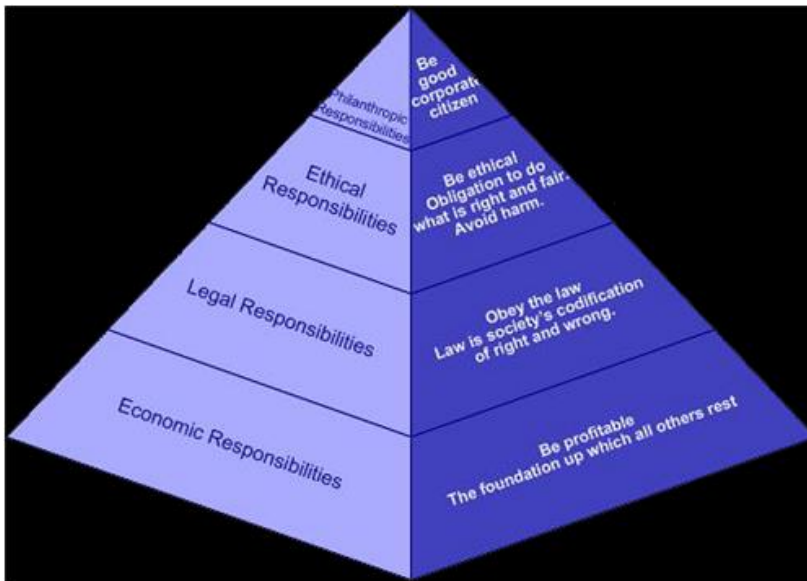 Philanthropic
Responsibilities
Be
good
corporate
citizen
Ethical
Responsibilities
Be ethical
Obligation to do
what is right and fair.
Avoid harm.
Legal Responsibilities
Obey the law
Law is society's codification
of right and wrong.
Economic Responsibilities
Be profitable
The foundation up which all others rest